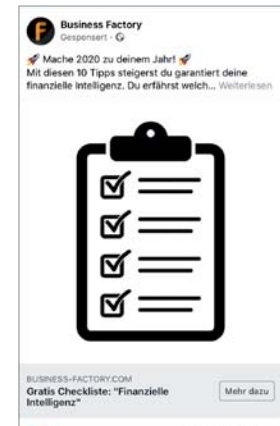 Business Factory
Gesponsert ·
🚀 Mache 2020 zu deinem Jahr! 🚀
Mit diesen 10 Tipps steigerst du garantiert deine
finanzielle Intelligenz. Du erfährst welch... Weiterlesen
BUSINESS-FACTORY.COM
Gratis Checkliste: "Finanzielle
Intelligenz"
Mehr dazu